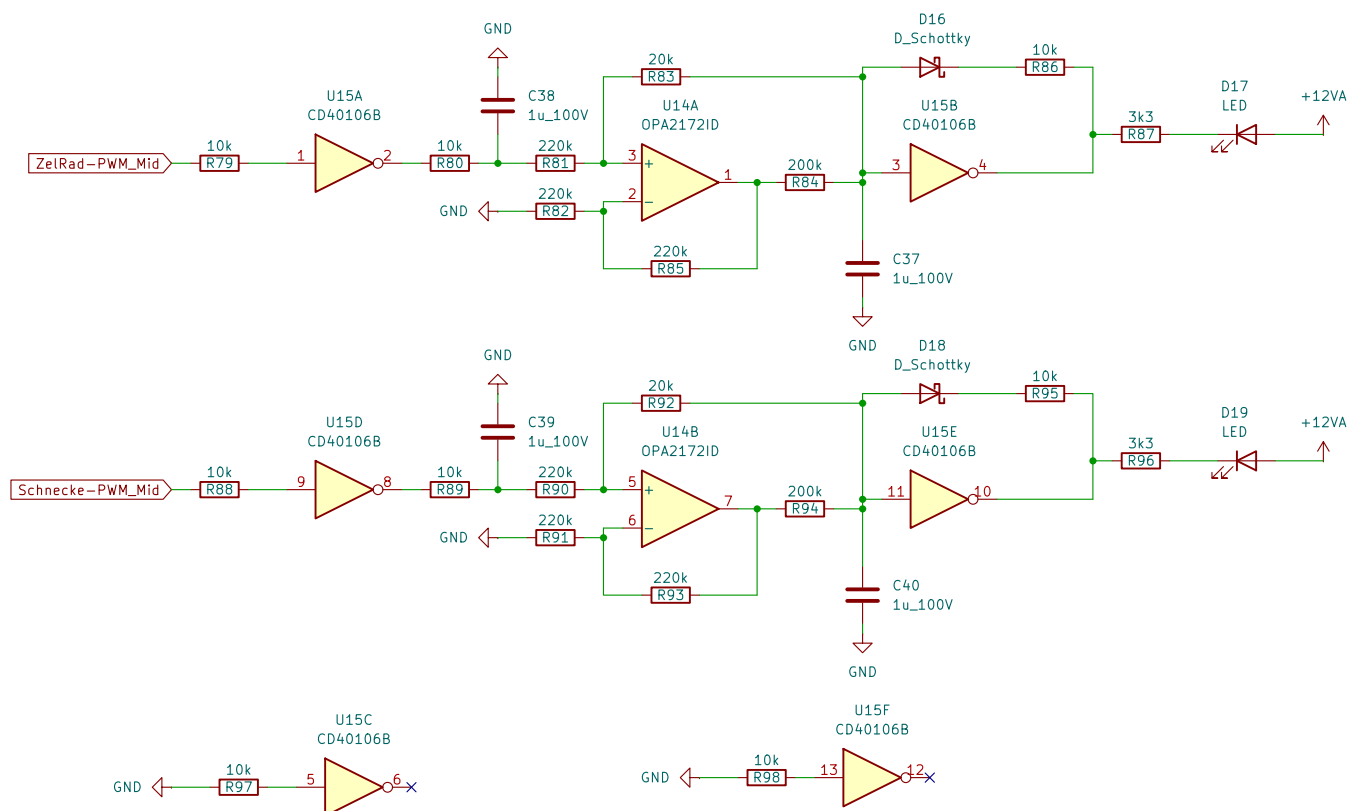 D16
D_Schottky
GND
20k
R83
10k
R86
U15A
CD40106B
C38
1u_100V
U14A
OPA2172ID
U15B
CD40106B
D17
LED
+12VA
3k3
R87
ZelRad-PWM_Mid
10k
R79
1
2
10k
R80
220k
R81
3
+
1
200k
R84
3
4
GND
220k
R82
2
−
220k
R85
C37
1u_100V
GND
D18
D_Schottky
GND
20k
R92
10k
R95
U15D
CD40106B
C39
1u_100V
U14B
OPA2172ID
U15E
CD40106B
D19
LED
+12VA
3k3
R96
Schnecke-PWM_Mid
10k
R88
9
8
10k
R89
220k
R90
5
+
7
200k
R94
11
10
GND
220k
R91
6
−
220k
R93
C40
1u_100V
GND
U15C
CD40106B
GND
10k
R97
5
6
U15F
CD40106B
GND
10k
R98
13
12